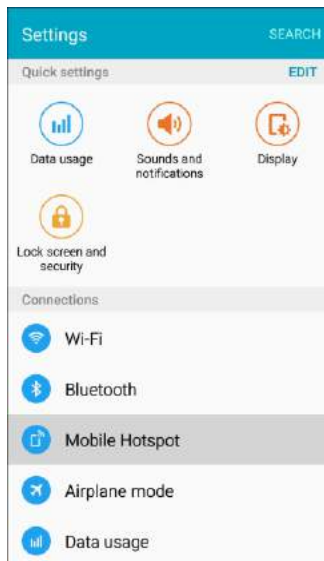 Settings SEARCH
Quick settings EDIT
Data usage
Sounds and
notifications
Display
Lock screen and
security
Connections
Wi-Fi
Bluetooth
Mobile Hotspot
Airplane mode
Data usage